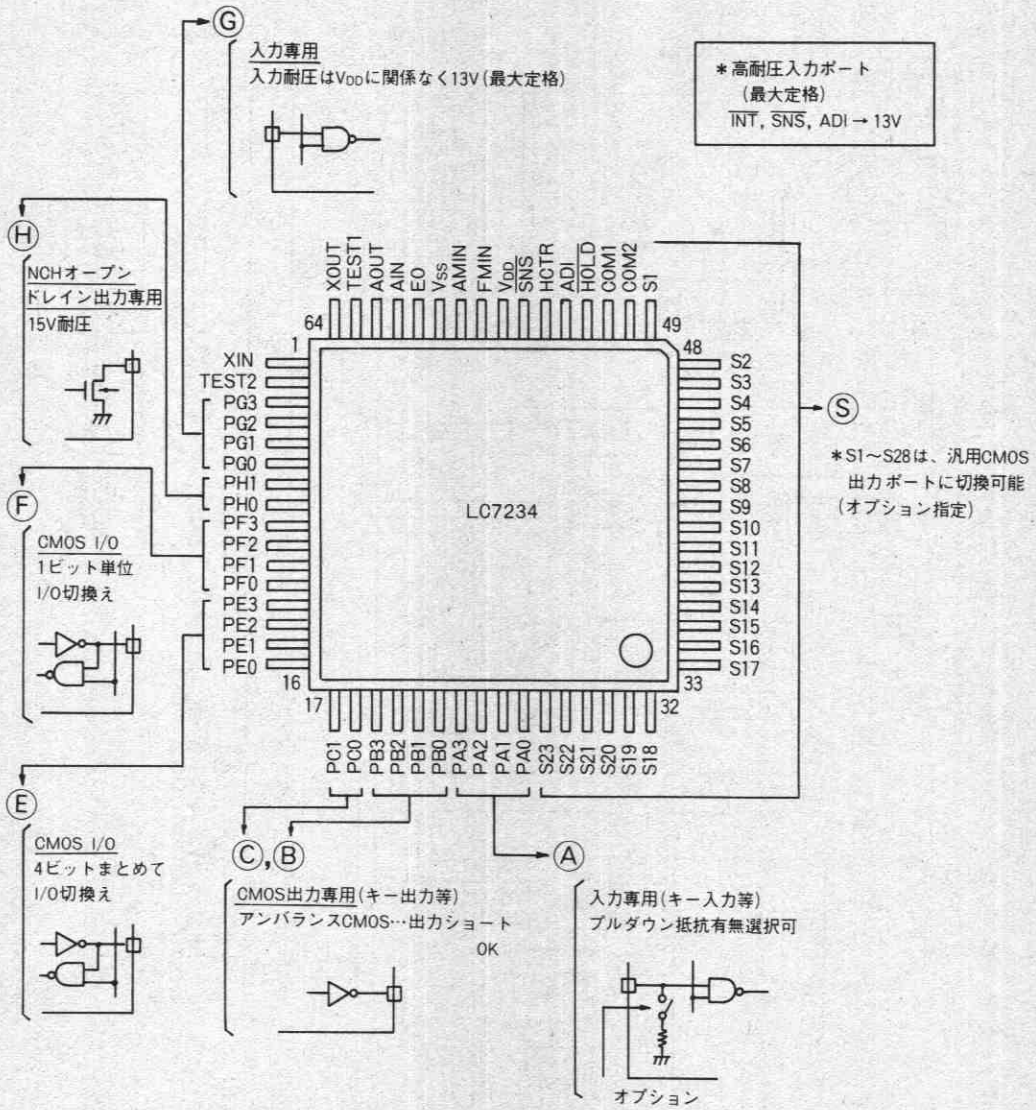 G
入力専用
入力耐圧はVDDに関係なく13V(最大定格)
*高耐圧入力ポート
(最大定格)
INT, SNS, ADI → 13V
H
NCHオープン
ドレイン出力専用
15V耐圧
XOUT
TEST1
AOUT
AIN
EO
VSS
AMIN
FMIN
VDD
SNS
HCTR
ADI
HOLD
COM1
COM2
S1
64
49
1
48
XIN
TEST2
PG3
PG2
PG1
PG0
PH1
PH0
PF3
PF2
PF1
PF0
PE3
PE2
PE1
PE0
LC7234
S2
S3
S4
S5
S6
S7
S8
S9
S10
S11
S12
S13
S14
S15
S16
S17
S
*S1~S28は、汎用CMOS
出力ポートに切換可能
(オプション指定)
F
CMOS I/O
1ビット単位
I/O切換え
16
33
17
32
PC1
PC0
PB3
PB2
PB1
PB0
PA3
PA2
PA1
PA0
S23
S22
S21
S20
S19
S18
E
CMOS I/O
4ビットまとめて
I/O切換え
C,B
CMOS出力専用(キー出力等)
アンバランスCMOS…出力ショート
OK
A
入力専用(キー入力等)
プルダウン抵抗有無選択可
オプション